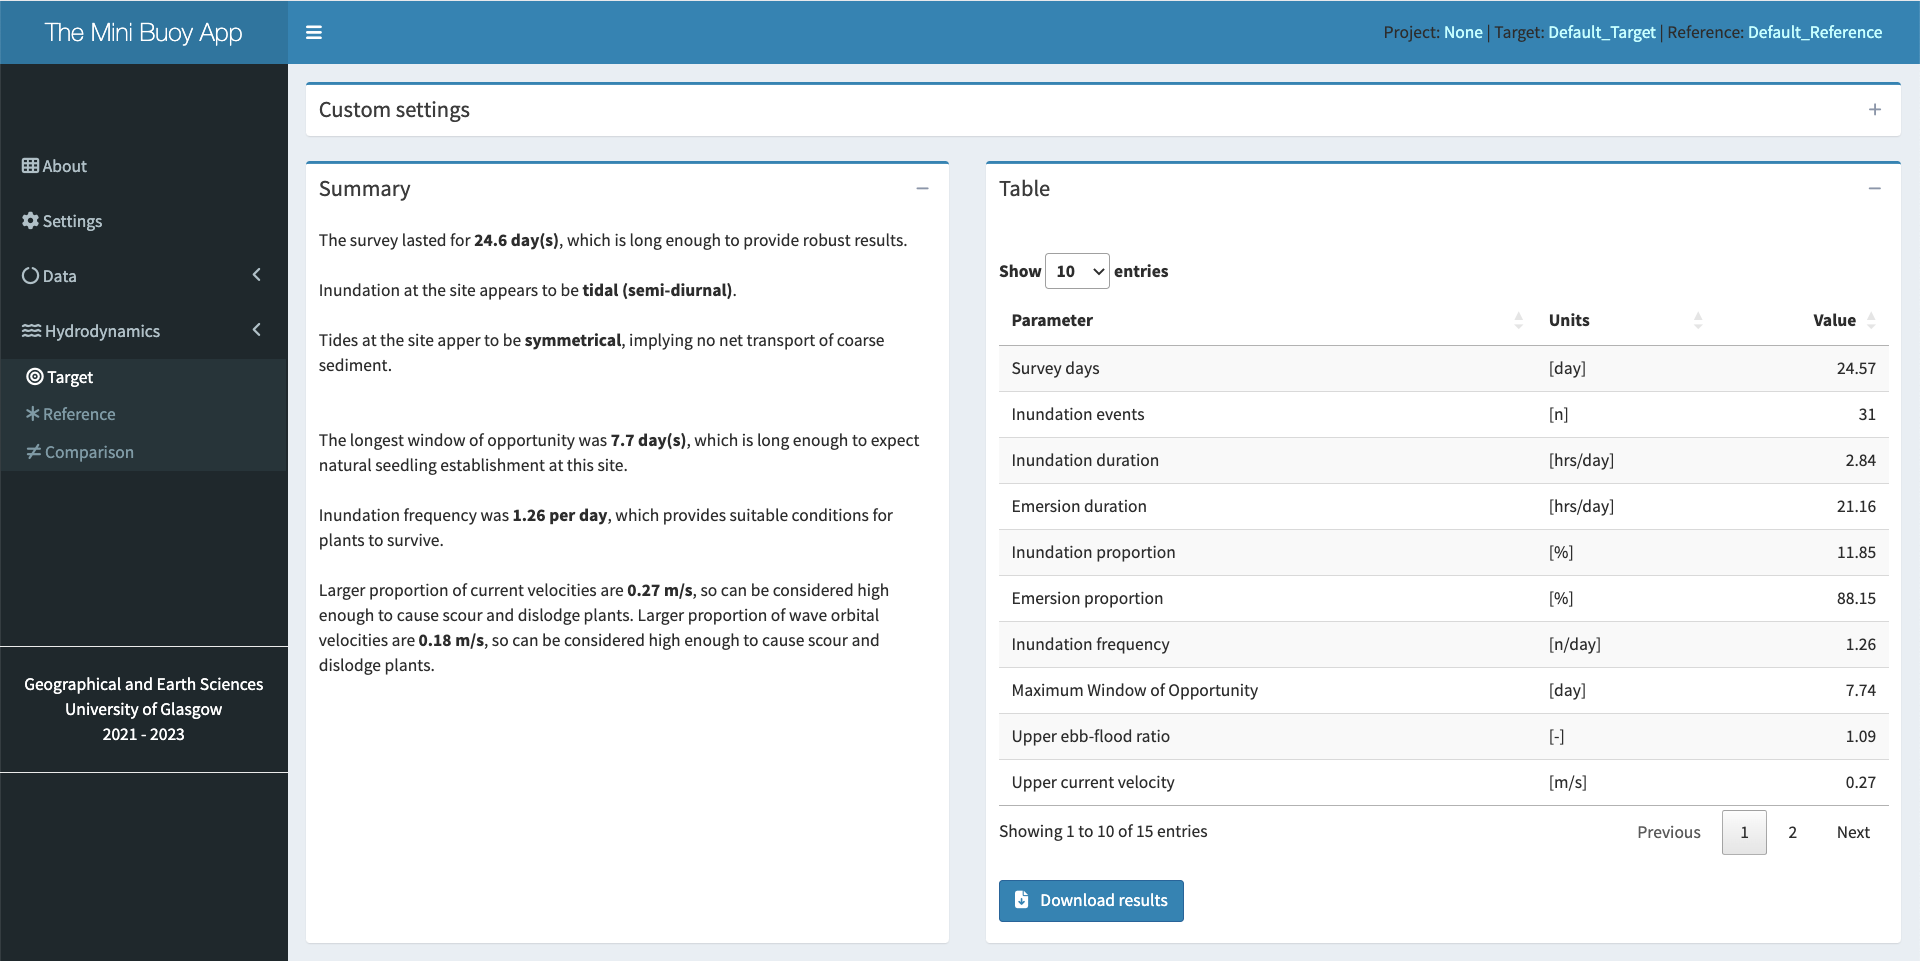 The Mini Buoy App
Project: None | Target: Default_Target | Reference: Default_Reference
About
Settings
Data
Hydrodynamics
Target
Reference
Comparison
Geographical and Earth Sciences
University of Glasgow
2021 - 2023
Custom settings
Summary
The survey lasted for 24.6 day(s), which is long enough to provide robust results.
Inundation at the site appears to be tidal (semi-diurnal).
Tides at the site apper to be symmetrical, implying no net transport of coarse
sediment.
The longest window of opportunity was 7.7 day(s), which is long enough to expect
natural seedling establishment at this site.
Inundation frequency was 1.26 per day, which provides suitable conditions for
plants to survive.
Larger proportion of current velocities are 0.27 m/s, so can be considered high
enough to cause scour and dislodge plants. Larger proportion of wave orbital
velocities are 0.18 m/s, so can be considered high enough to cause scour and
dislodge plants.
Table
Show 10 entries
Parameter Units Value
Survey days [day] 24.57
Inundation events [n] 31
Inundation duration [hrs/day] 2.84
Emersion duration [hrs/day] 21.16
Inundation proportion [%] 11.85
Emersion proportion [%] 88.15
Inundation frequency [n/day] 1.26
Maximum Window of Opportunity [day] 7.74
Upper ebb-flood ratio [-] 1.09
Upper current velocity [m/s] 0.27
Showing 1 to 10 of 15 entries
Previous 1 2 Next
Download results